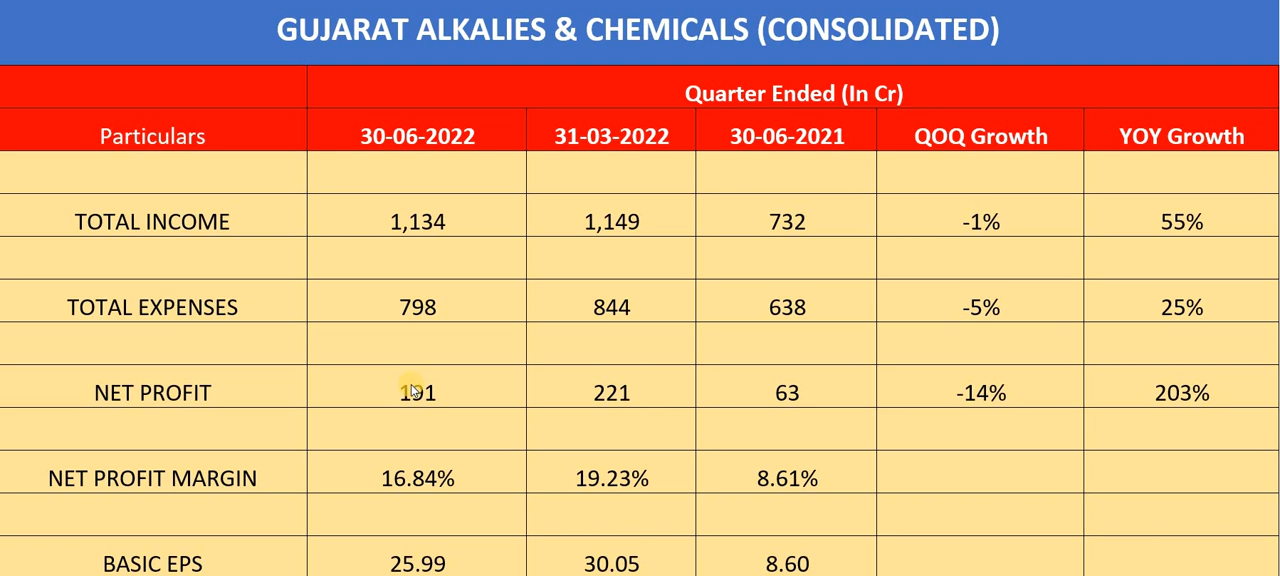 GUJARAT ALKALIES & CHEMICALS (CONSOLIDATED)
Quarter Ended (In Cr)
Particulars 30-06-2022 31-03-2022 30-06-2021 QOQ Growth YOY Growth
TOTAL INCOME 1,134 1,149 732 -1% 55%
TOTAL EXPENSES 798 844 638 -5% 25%
NET PROFIT 191 221 63 -14% 203%
NET PROFIT MARGIN 16.84% 19.23% 8.61%
BASIC EPS 25.99 30.05 8.60